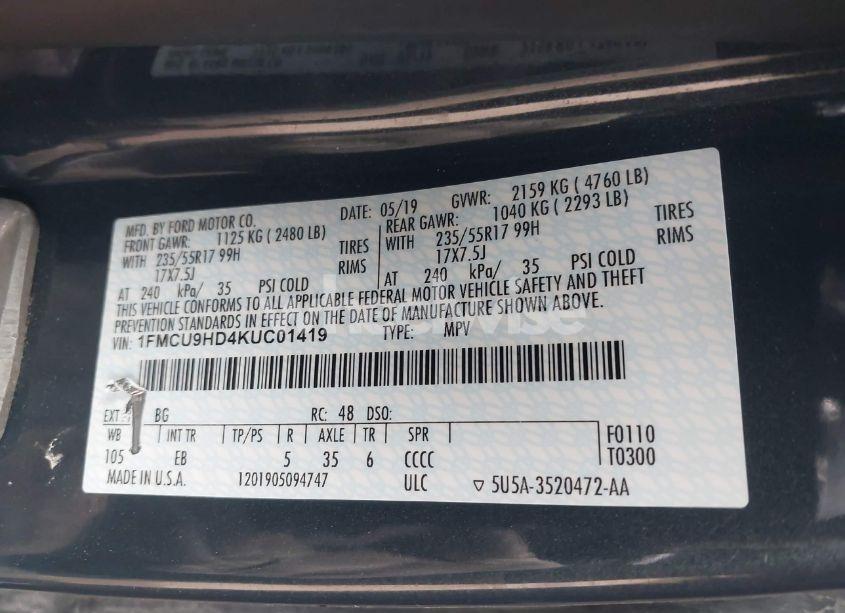 MFD. BY FORD MOTOR CO. DATE: 05/19 GVWR: 2159 KG ( 4760 LB)
FRONT GAWR: 1125 KG ( 2480 LB) REAR GAWR: 1040 KG ( 2293 LB)
WITH 235/55R17 99H TIRES WITH 235/55R17 99H TIRES
17X7.5J RIMS 17X7.5J RIMS
AT 240 kPa/ 35 PSI COLD AT 240 kPa/ 35 PSI COLD
THIS VEHICLE CONFORMS TO ALL APPLICABLE FEDERAL MOTOR VEHICLE SAFETY AND THEFT
PREVENTION STANDARDS IN EFFECT ON THE DATE OF MANUFACTURE SHOWN ABOVE.
VIN: 1FMCU9HD4KUC01419 TYPE: MPV
EXT BG RC: 48 DSO:
WB INT TR TP/PS R AXLE TR SPR F0110
105 EB 5 35 6 CCCC T0300
MADE IN U.S.A. 1201905094747 ULC ▽ 5U5A-3520472-AA